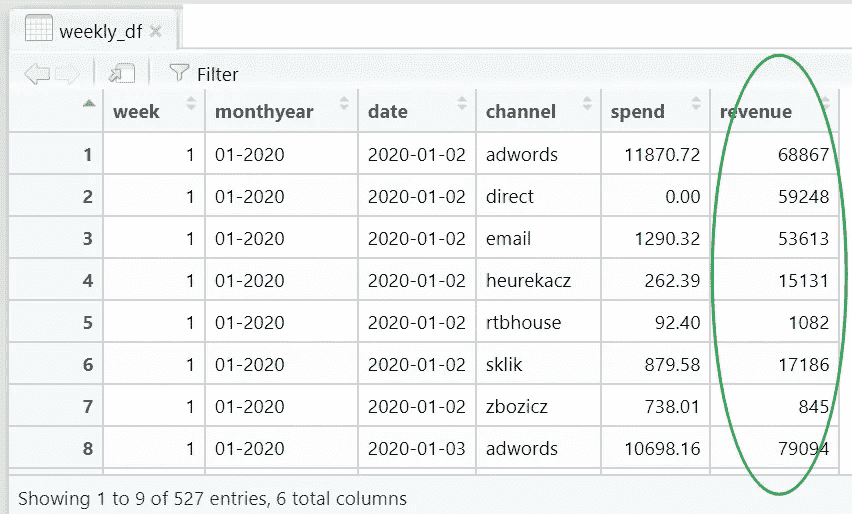 weekly_df
Filter
week monthyear date channel spend revenue
1 1 01-2020 2020-01-02 adwords 11870.72 68867
2 1 01-2020 2020-01-02 direct 0.00 59248
3 1 01-2020 2020-01-02 email 1290.32 53613
4 1 01-2020 2020-01-02 heurekacz 262.39 15131
5 1 01-2020 2020-01-02 rtbhouse 92.40 1082
6 1 01-2020 2020-01-02 sklik 879.58 17186
7 1 01-2020 2020-01-02 zbozicz 738.01 845
8 1 01-2020 2020-01-03 adwords 10698.16 79094
Showing 1 to 9 of 527 entries, 6 total columns